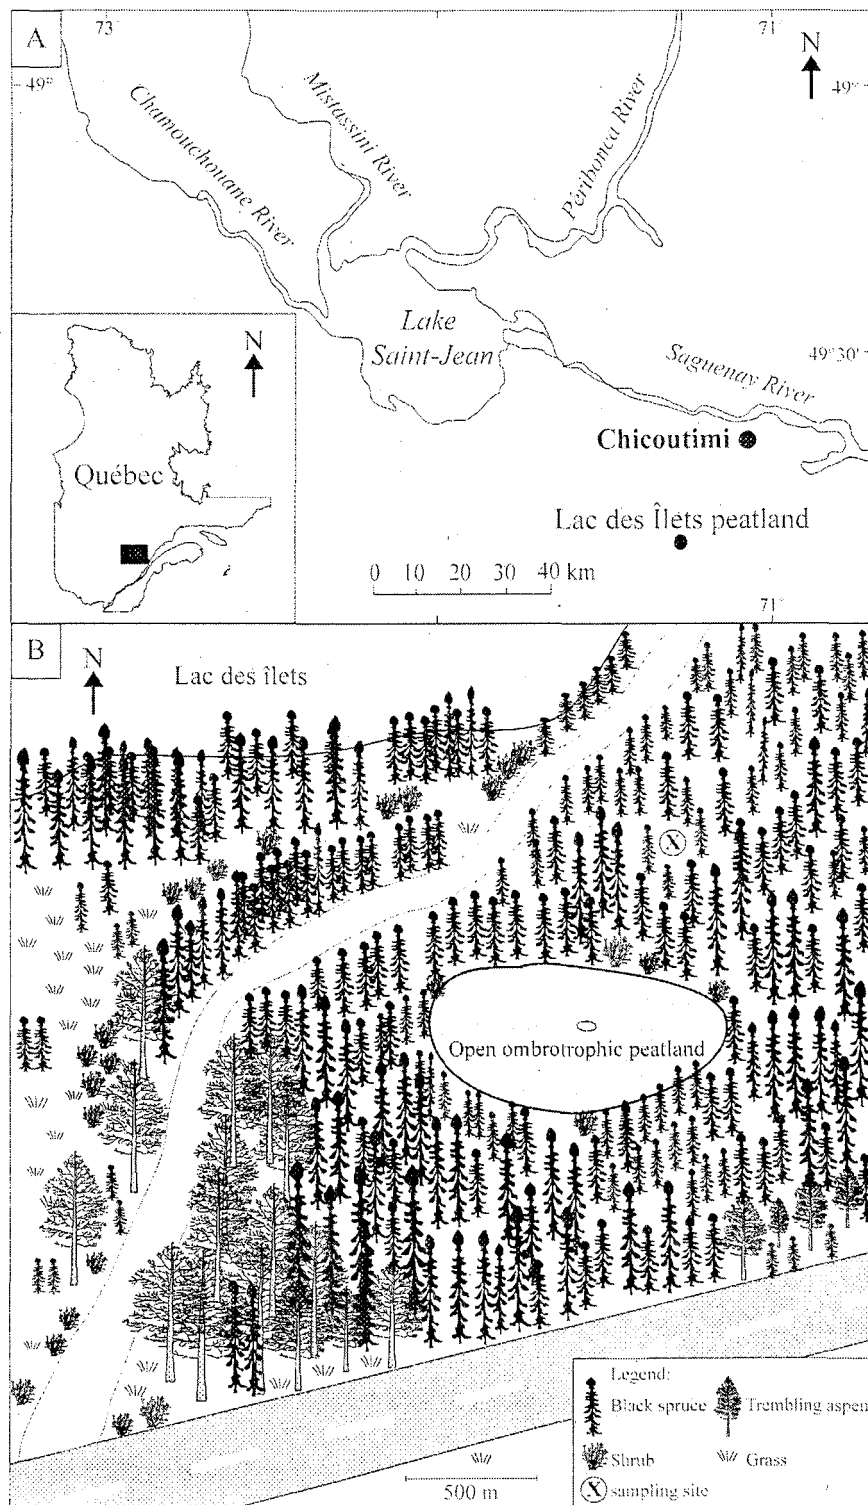 A
73°
71°
N
49°
49°
Chamouchouane River
Mistassini River
Péribonca River
Lake
Saint-Jean
Saguenay River
49°30'
Chicoutimi
Lac des Îlets peatland
0 10 20 30 40 km
71°
N
Québec
B
N
Lac des îlets
X
Open ombrotrophic peatland
500 m
Legend:
Black spruce
Trembling aspen
Shrub
Grass
X sampling site